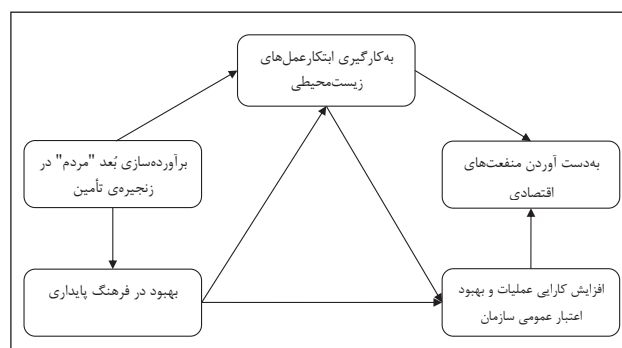 به‌کارگیری ابتکارعمل‌های
زیست‌محیطی
برآورده‌سازی بُعد "مردم" در
زنجیره‌ی تأمین
به‌دست آوردن منفعت‌های
اقتصادی
بهبود در فرهنگ پایداری
افزایش کارایی عملیات و بهبود
اعتبار عمومی سازمان